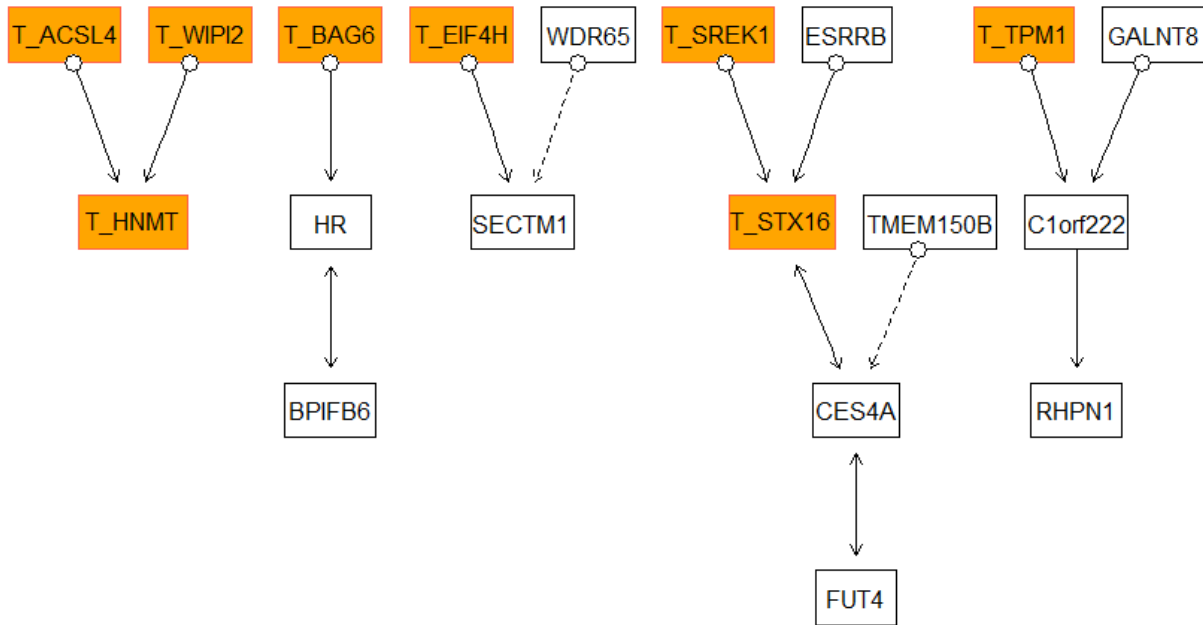 T_ACSL4
T_WIPI2
T_BAG6
T_EIF4H
WDR65
T_SREK1
ESRRB
T_TPM1
GALNT8
T_HNMT
HR
SECTM1
T_STX16
TMEM150B
C1orf222
BPIFB6
CES4A
RHPN1
FUT4